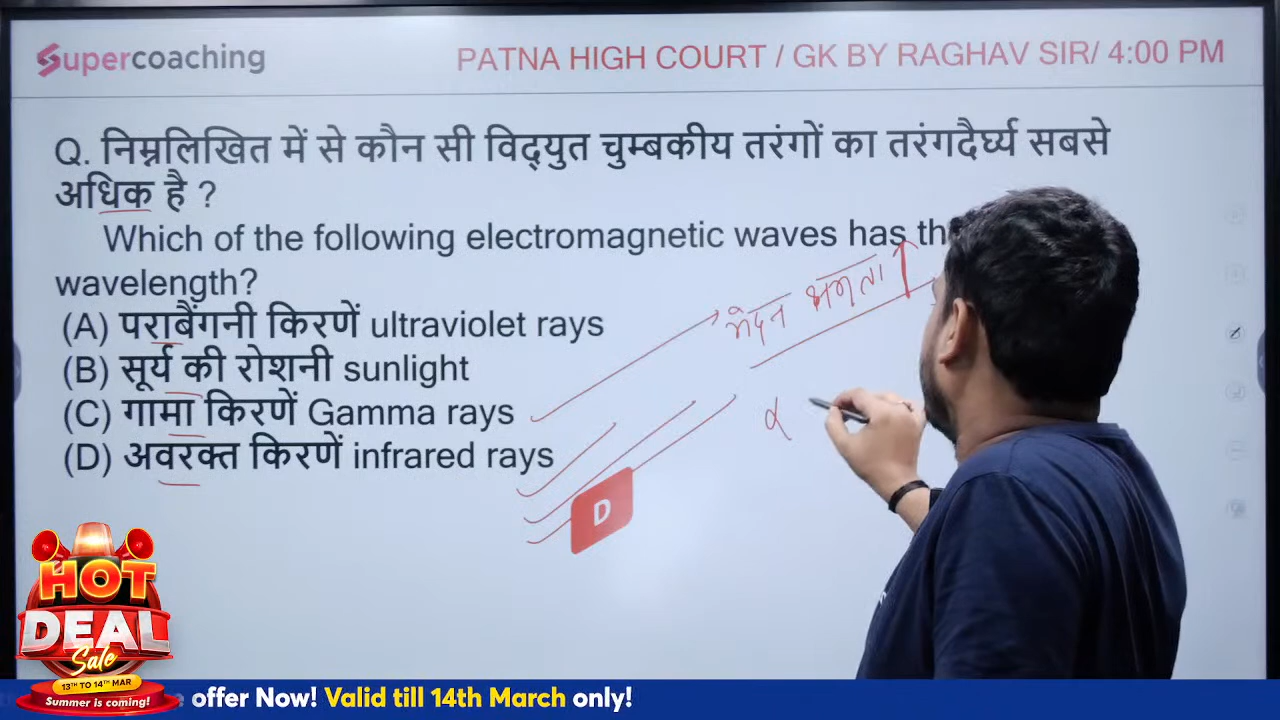 Supercoaching
PATNA HIGH COURT / GK BY RAGHAV SIR/ 4:00 PM
Q. निम्नलिखित में से कौन सी विद्युत चुम्बकीय तरंगों का तरंगदैर्घ्य सबसे
अधिक है ?
Which of the following electromagnetic waves has th
wavelength?
(A) पराबैंगनी किरणें ultraviolet rays
(B) सूर्य की रोशनी sunlight
(C) गामा किरणें Gamma rays
(D) अवरक्त किरणें infrared rays
भेदन क्षमता ↑
α
D
HOT
DEAL
Sale
13TH TO 14TH MAR
Summer is coming!
offer Now! Valid till 14th March only!